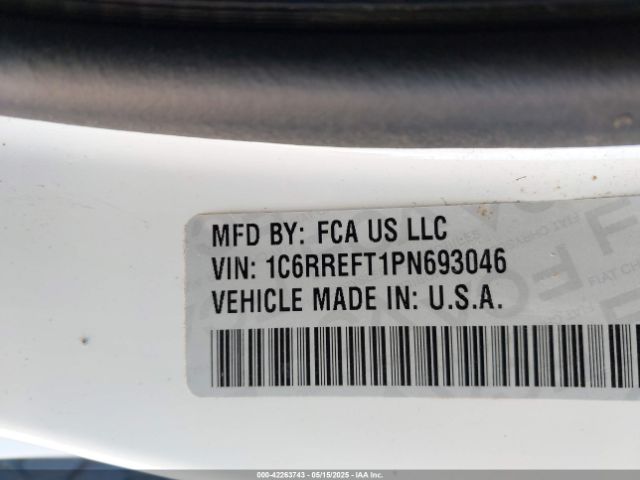 MFD BY: FCA US LLC
VIN: 1C6RREFT1PN693046
VEHICLE MADE IN: U.S.A.
000-42263743 - 05/15/2025 - IAA Inc.